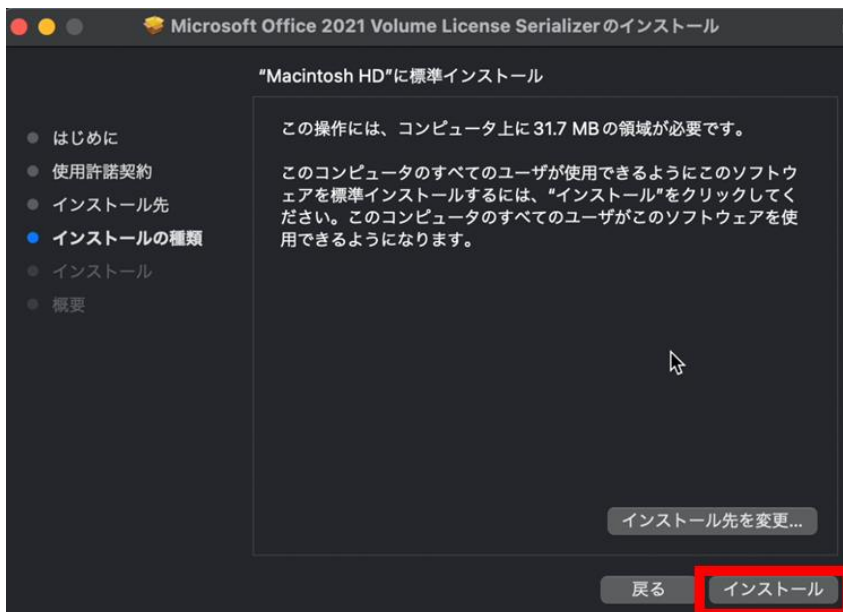 Microsoft Office 2021 Volume License Serializerのインストール
“Macintosh HD”に標準インストール
はじめに
使用許諾契約
インストール先
インストールの種類
インストール
概要
この操作には、コンピュータ上に31.7 MBの領域が必要です。
このコンピュータのすべてのユーザが使用できるようにこのソフトウ
ェアを標準インストールするには、“インストール”をクリックしてく
ださい。このコンピュータのすべてのユーザがこのソフトウェアを使
用できるようになります。
インストール先を変更...
戻る
インストール